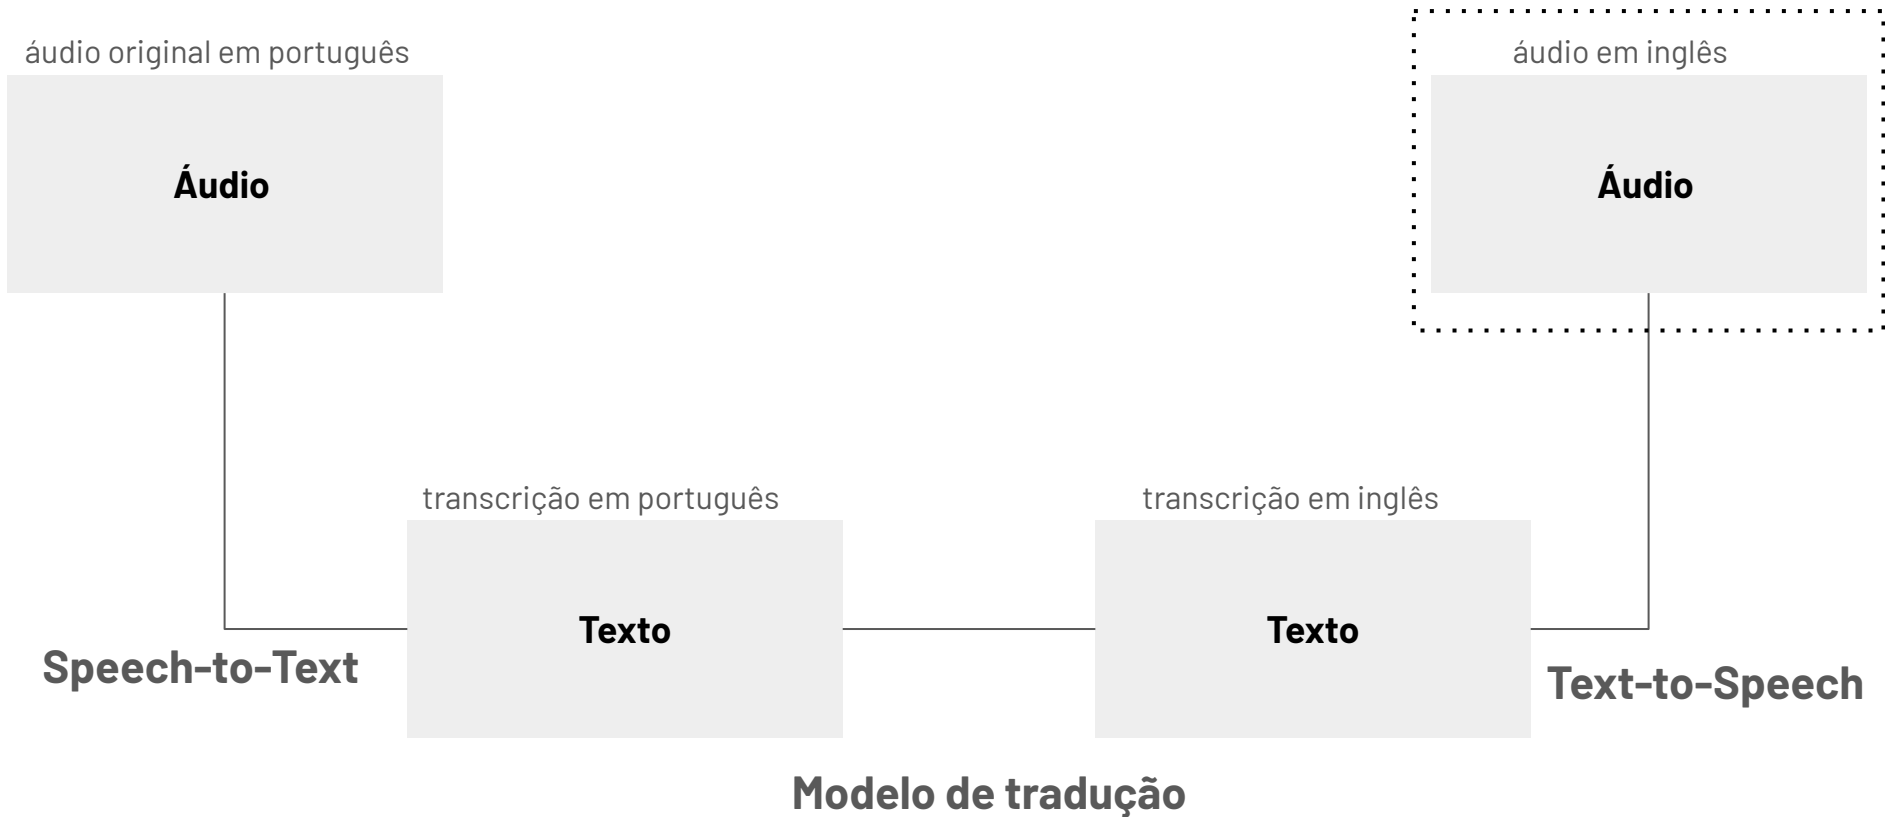 áudio original em português
Áudio
áudio em inglês
Áudio
transcrição em português
Texto
transcrição em inglês
Texto
Speech-to-Text
Text-to-Speech
Modelo de tradução